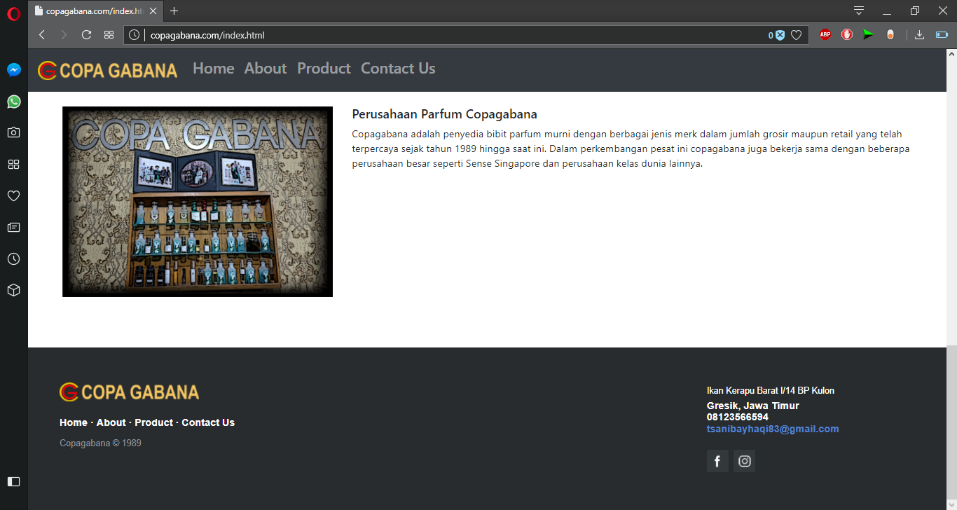 copagabana.com/index.ht
copagabana.com/index.html
0
ABP
COPA GABANA
Home About Product Contact Us
COPA GABANA
Perusahaan Parfum Copagabana
Copagabana adalah penyedia bibit parfum murni dengan berbagai jenis merk dalam jumlah grosir maupun retail yang telah
terpercaya sejak tahun 1989 hingga saat ini. Dalam perkembangan pesat ini copagabana juga bekerja sama dengan beberapa
perusahaan besar seperti Sense Singapore dan perusahaan kelas dunia lainnya.
COPA GABANA
Home · About · Product · Contact Us
Copagabana © 1989
Ikan Kerapu Barat I/14 BP Kulon
Gresik, Jawa Timur
08123566594
tsanibayhaqi83@gmail.com